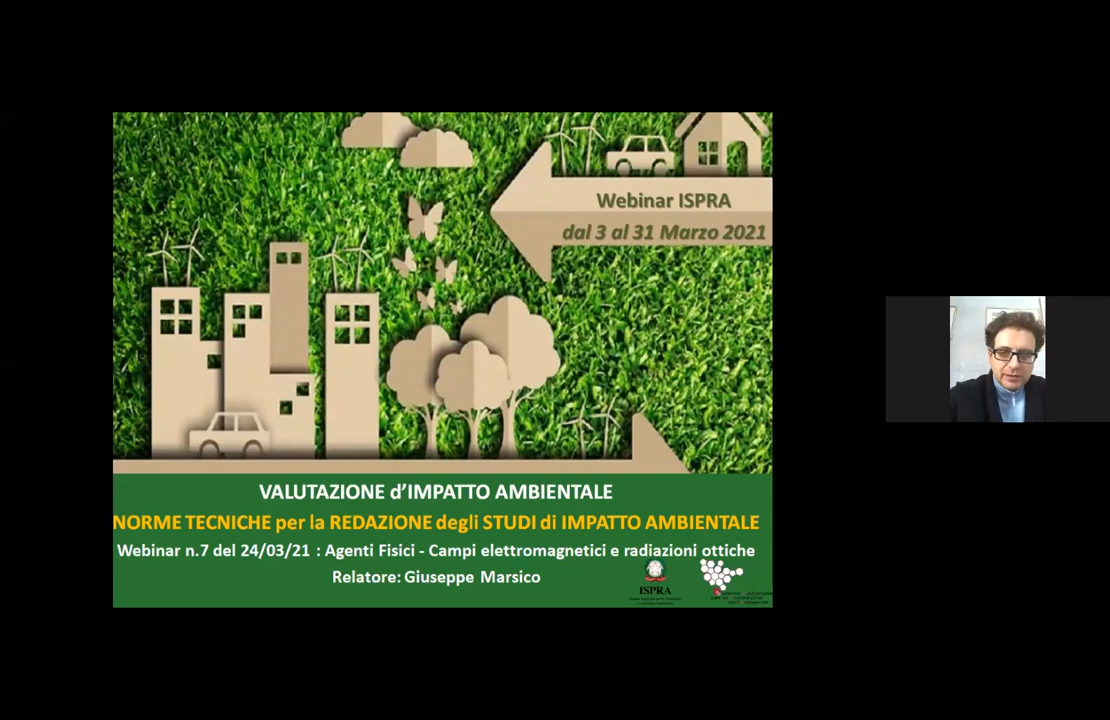 Webinar ISPRA
dal 3 al 31 Marzo 2021
VALUTAZIONE d'IMPATTO AMBIENTALE
NORME TECNICHE per la REDAZIONE degli STUDI di IMPATTO AMBIENTALE
Webinar n.7 del 24/03/21 : Agenti Fisici - Campi elettromagnetici e radiazioni ottiche
Relatore: Giuseppe Marsico
ISPRA